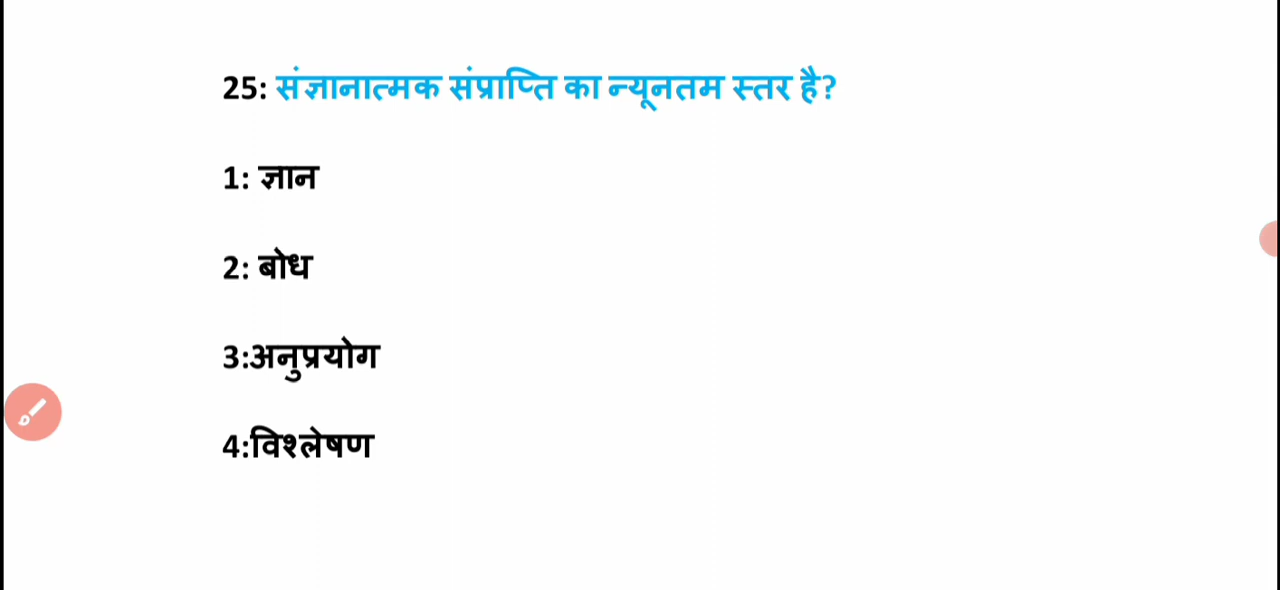 25: संज्ञानात्मक संप्राप्ति का न्यूनतम स्तर है?
1: ज्ञान
2: बोध
3:अनुप्रयोग
4:विश्लेषण